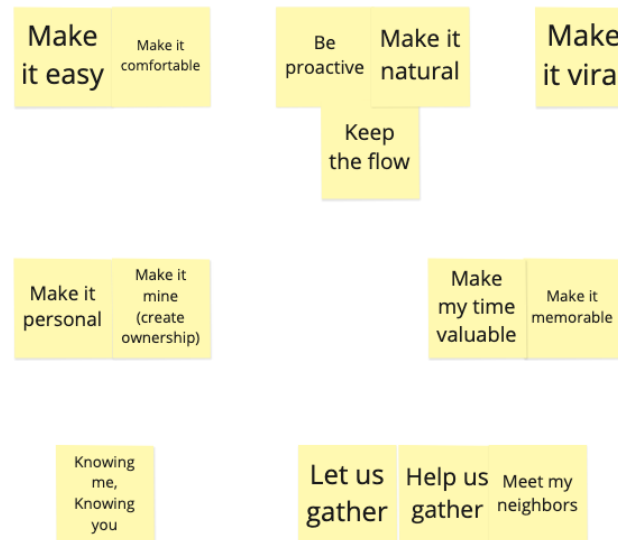 Make
it easy
Make it
comfortable
Be
proactive
Make it
natural
Make
it vira
Keep
the flow
Make it
personal
Make it
mine
(create
ownership)
Make
my time
valuable
Make it
memorable
Knowing
me,
Knowing
you
Let us
gather
Help us
gather
Meet my
neighbors